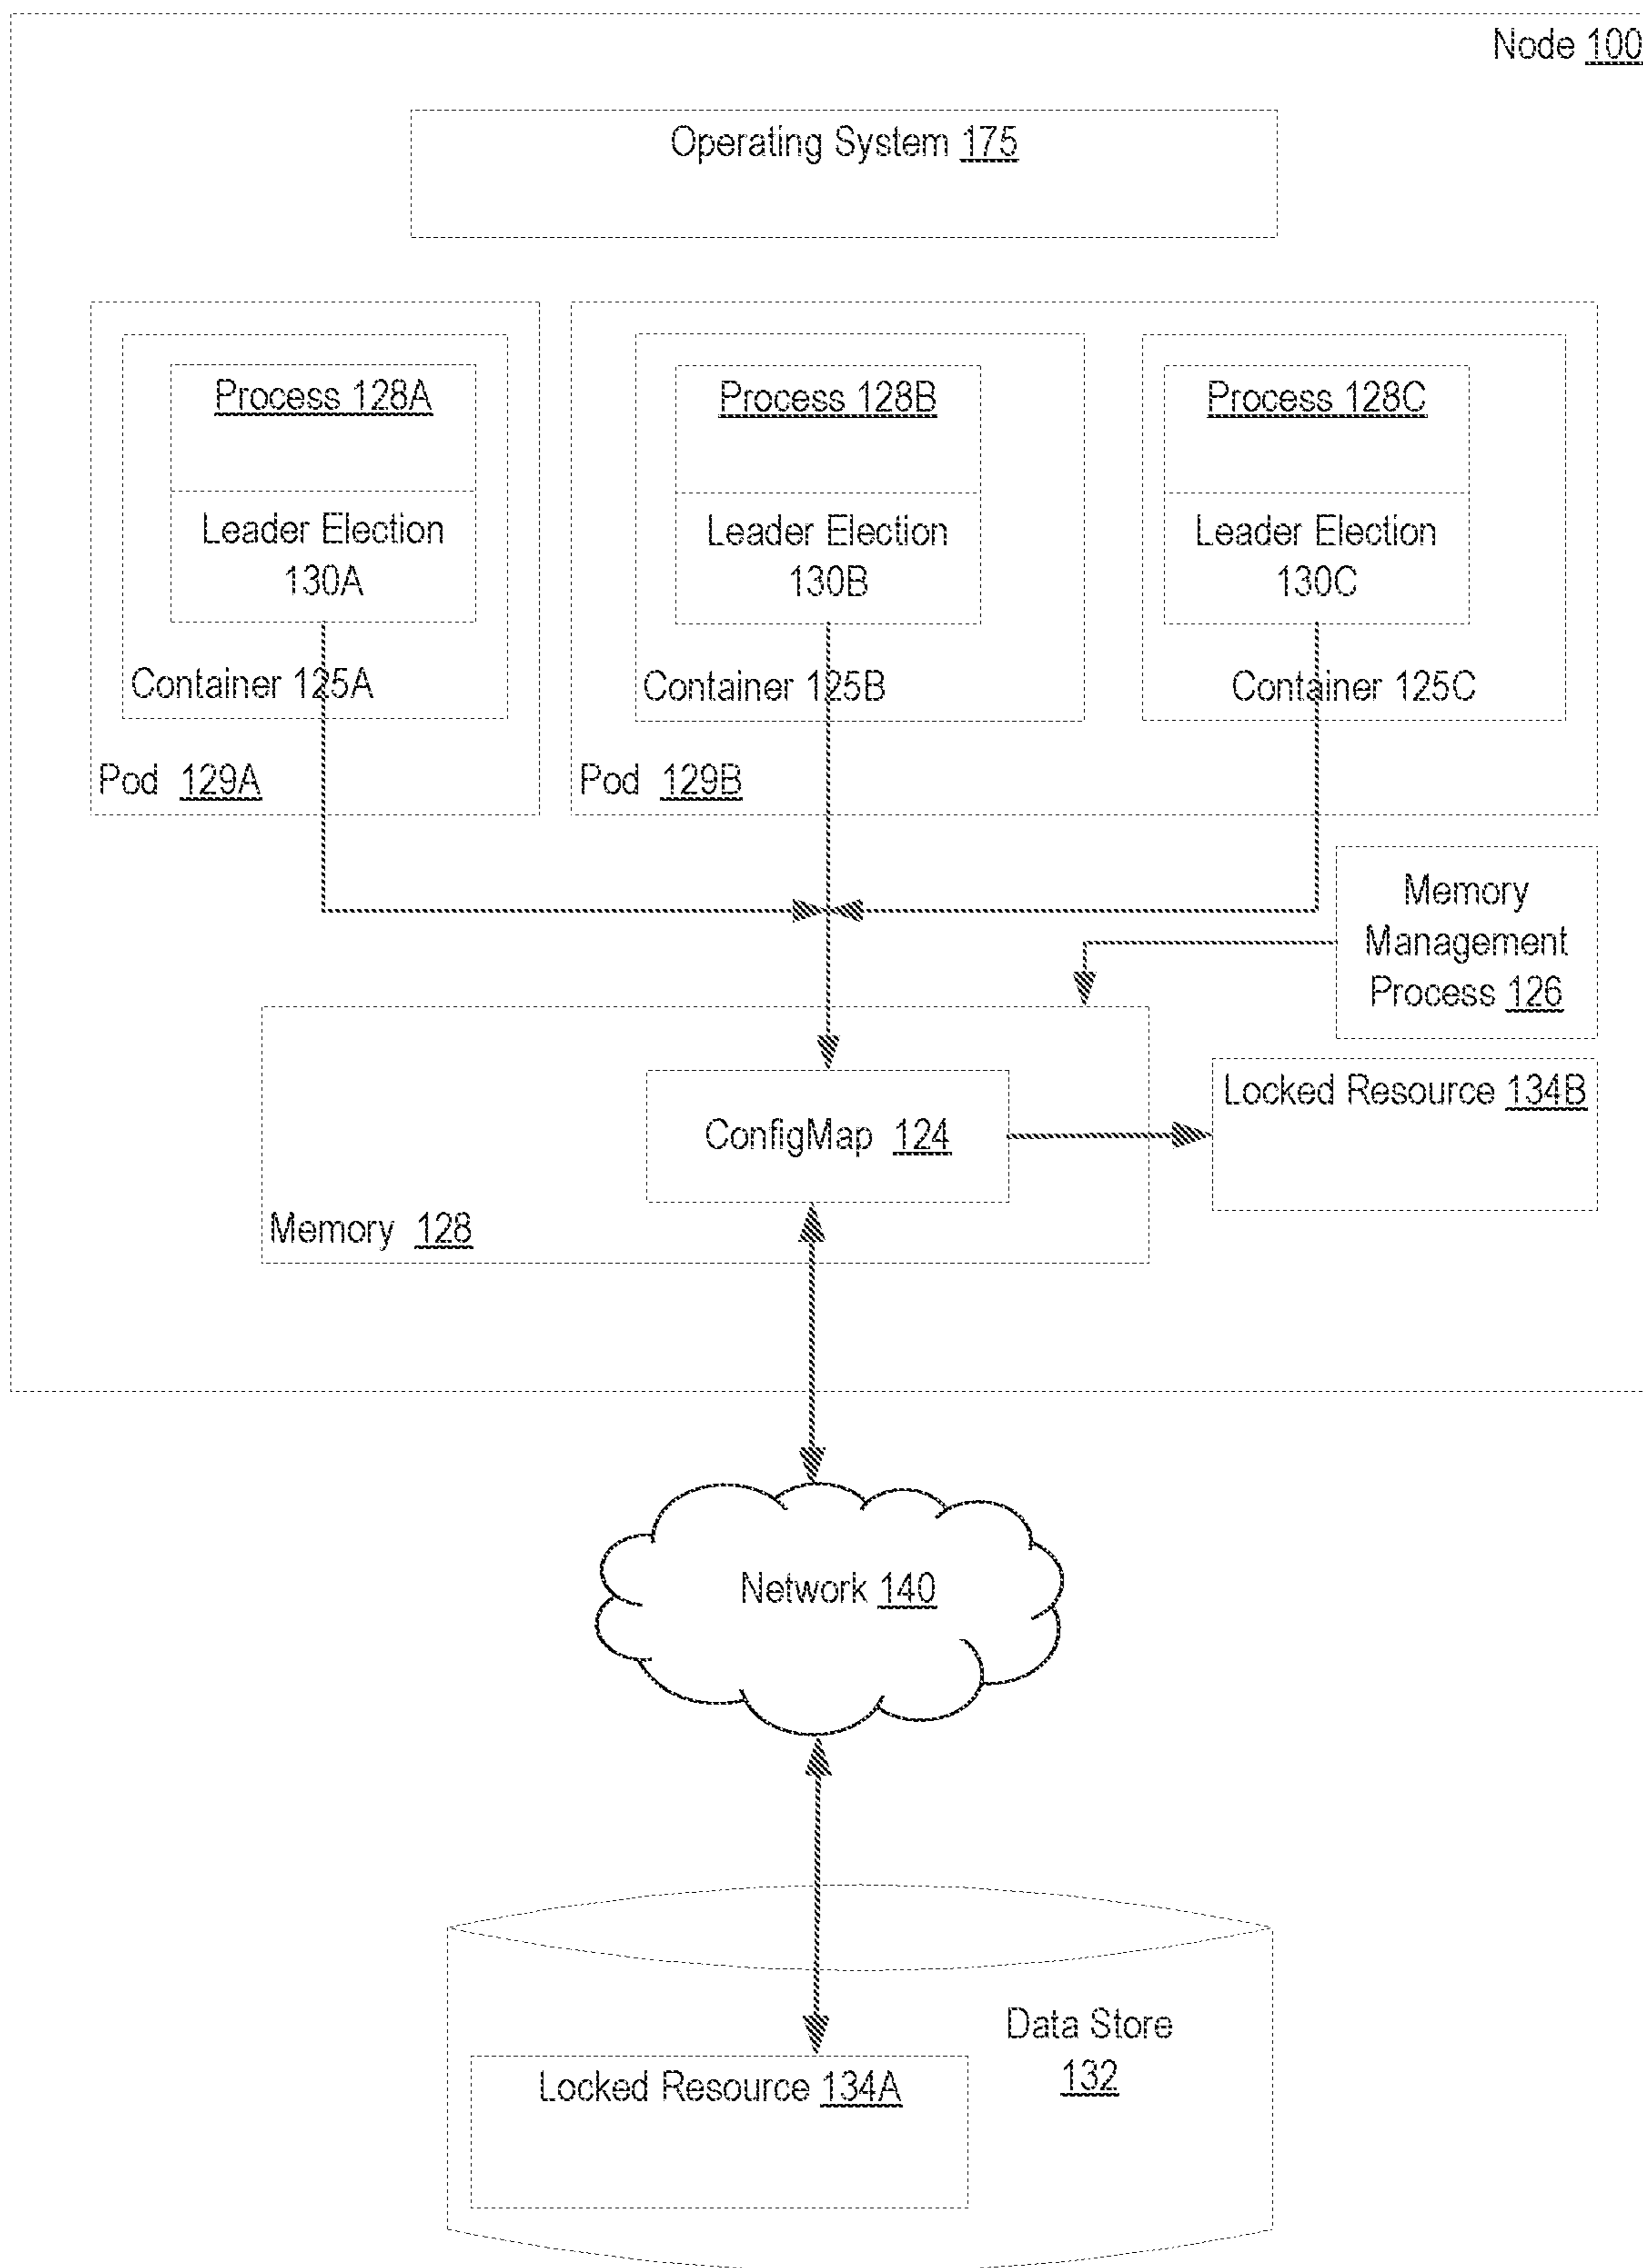 Node 100
Operating System 175
Process 128A
Leader Election
130A
Container 125A
Pod 129A
Process 128B
Leader Election
130B
Container 125B
Process 128C
Leader Election
130C
Container 125C
Pod 129B
Memory
Management
Process 126
ConfigMap 124
Memory 128
Locked Resource 134B
Network 140
Data Store
132
Locked Resource 134A